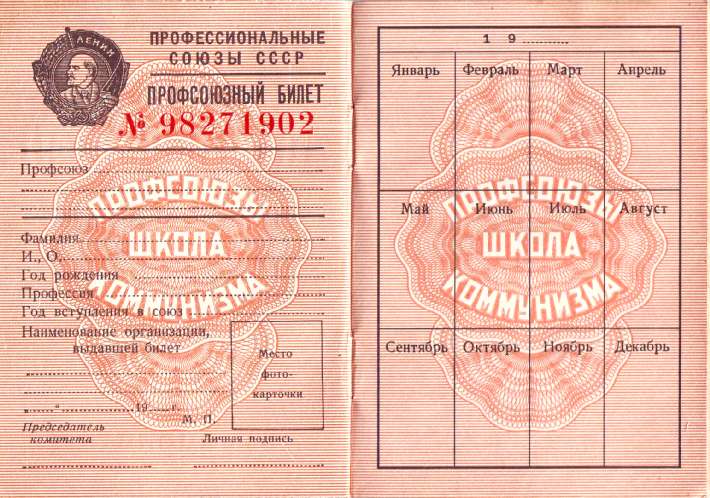 ЛЕНИН
ПРОФЕССИОНАЛЬНЫЕ
СОЮЗЫ СССР
ПРОФСОЮЗНЫЙ БИЛЕТ
№ 98271902
Профсоюз
ПРОФСОЮЗЫ
ШКОЛА
КОММУНИЗМА
Фамилия
И., О.
Год рождения
Профессия
Год вступления в союз
Наименование организации,
выдавшей билет
Место
фото-
карточки
„ “ 19 г.
М. П.
Председатель
комитета
Личная подпись
19
Январь Февраль Март Апрель
Май Июнь Июль Август
ПРОФСОЮЗЫ
ШКОЛА
КОММУНИЗМА
Сентябрь Октябрь Ноябрь Декабрь